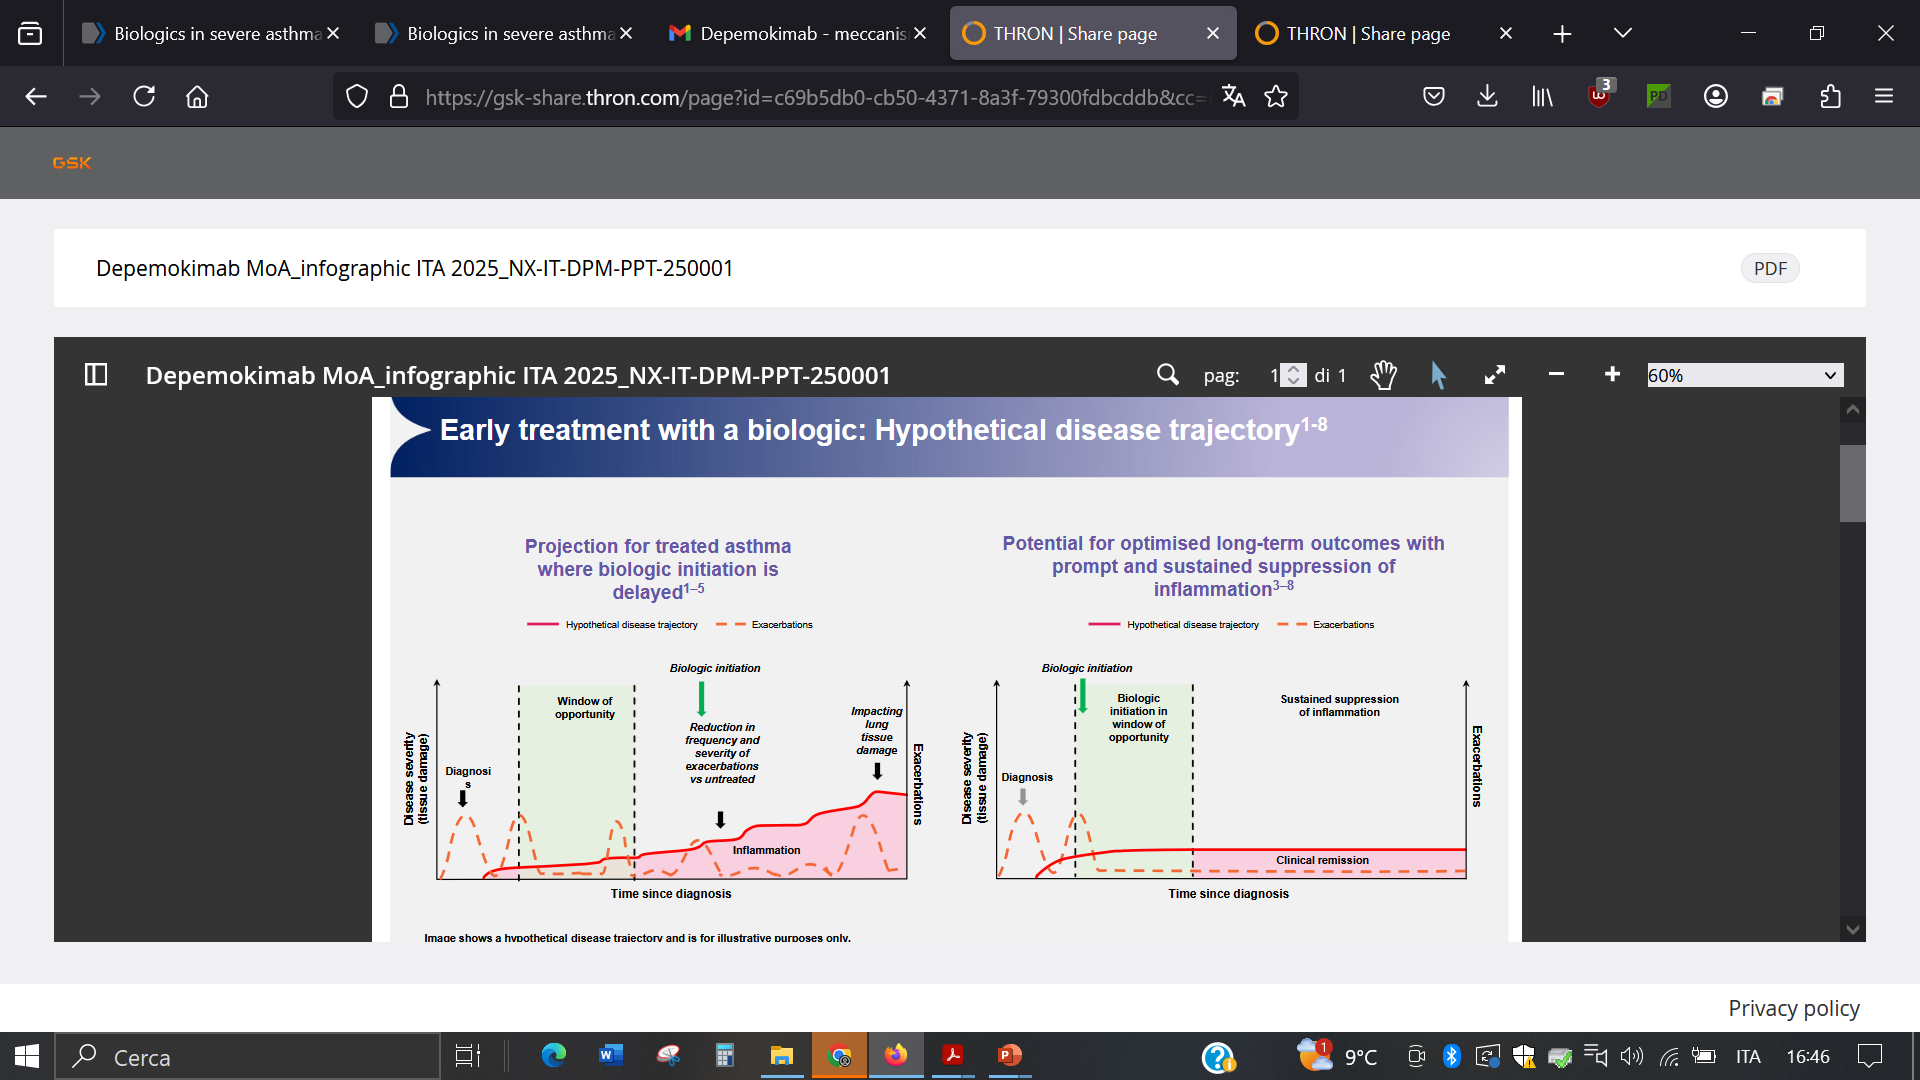 Biologics in severe asthma
Biologics in severe asthma
Depemokimab - meccanis
THRON | Share page
THRON | Share page
https://gsk-share.thron.com/page?id=c69b5db0-cb50-4371-8a3f-79300fdbcddb&cc=
3
PD
GSK
Depemokimab MoA_infographic ITA 2025_NX-IT-DPM-PPT-250001
PDF
Depemokimab MoA_infographic ITA 2025_NX-IT-DPM-PPT-250001
pag:
1
di 1
60%
Early treatment with a biologic: Hypothetical disease trajectory1-8
Projection for treated asthma
where biologic initiation is
delayed1–5
Hypothetical disease trajectory
Exacerbations
Biologic initiation
Window of
opportunity
Reduction in
frequency and
severity of
exacerbations
vs untreated
Impacting
lung
tissue
damage
Diagnosi
s
Disease severity
(tissue damage)
Exacerbations
Inflammation
Time since diagnosis
Potential for optimised long-term outcomes with
prompt and sustained suppression of
inflammation3–8
Hypothetical disease trajectory
Exacerbations
Biologic initiation
Biologic
initiation in
window of
opportunity
Sustained suppression
of inflammation
Diagnosis
Disease severity
(tissue damage)
Exacerbations
Clinical remission
Time since diagnosis
Image shows a hypothetical disease trajectory and is for illustrative purposes only.
Privacy policy
Cerca
1
9°C
ITA
16:46